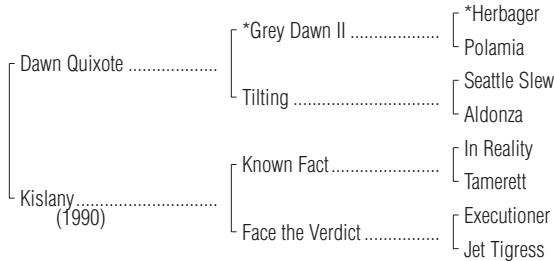 *Herbager
*Grey Dawn II ....................
Polamia
Dawn Quixote ....................
Seattle Slew
Tilting .................................
Aldonza
In Reality
Known Fact.........................
Tamerett
Kislany................................
(1990)
Executioner
Face the Verdict .................
Jet Tigress